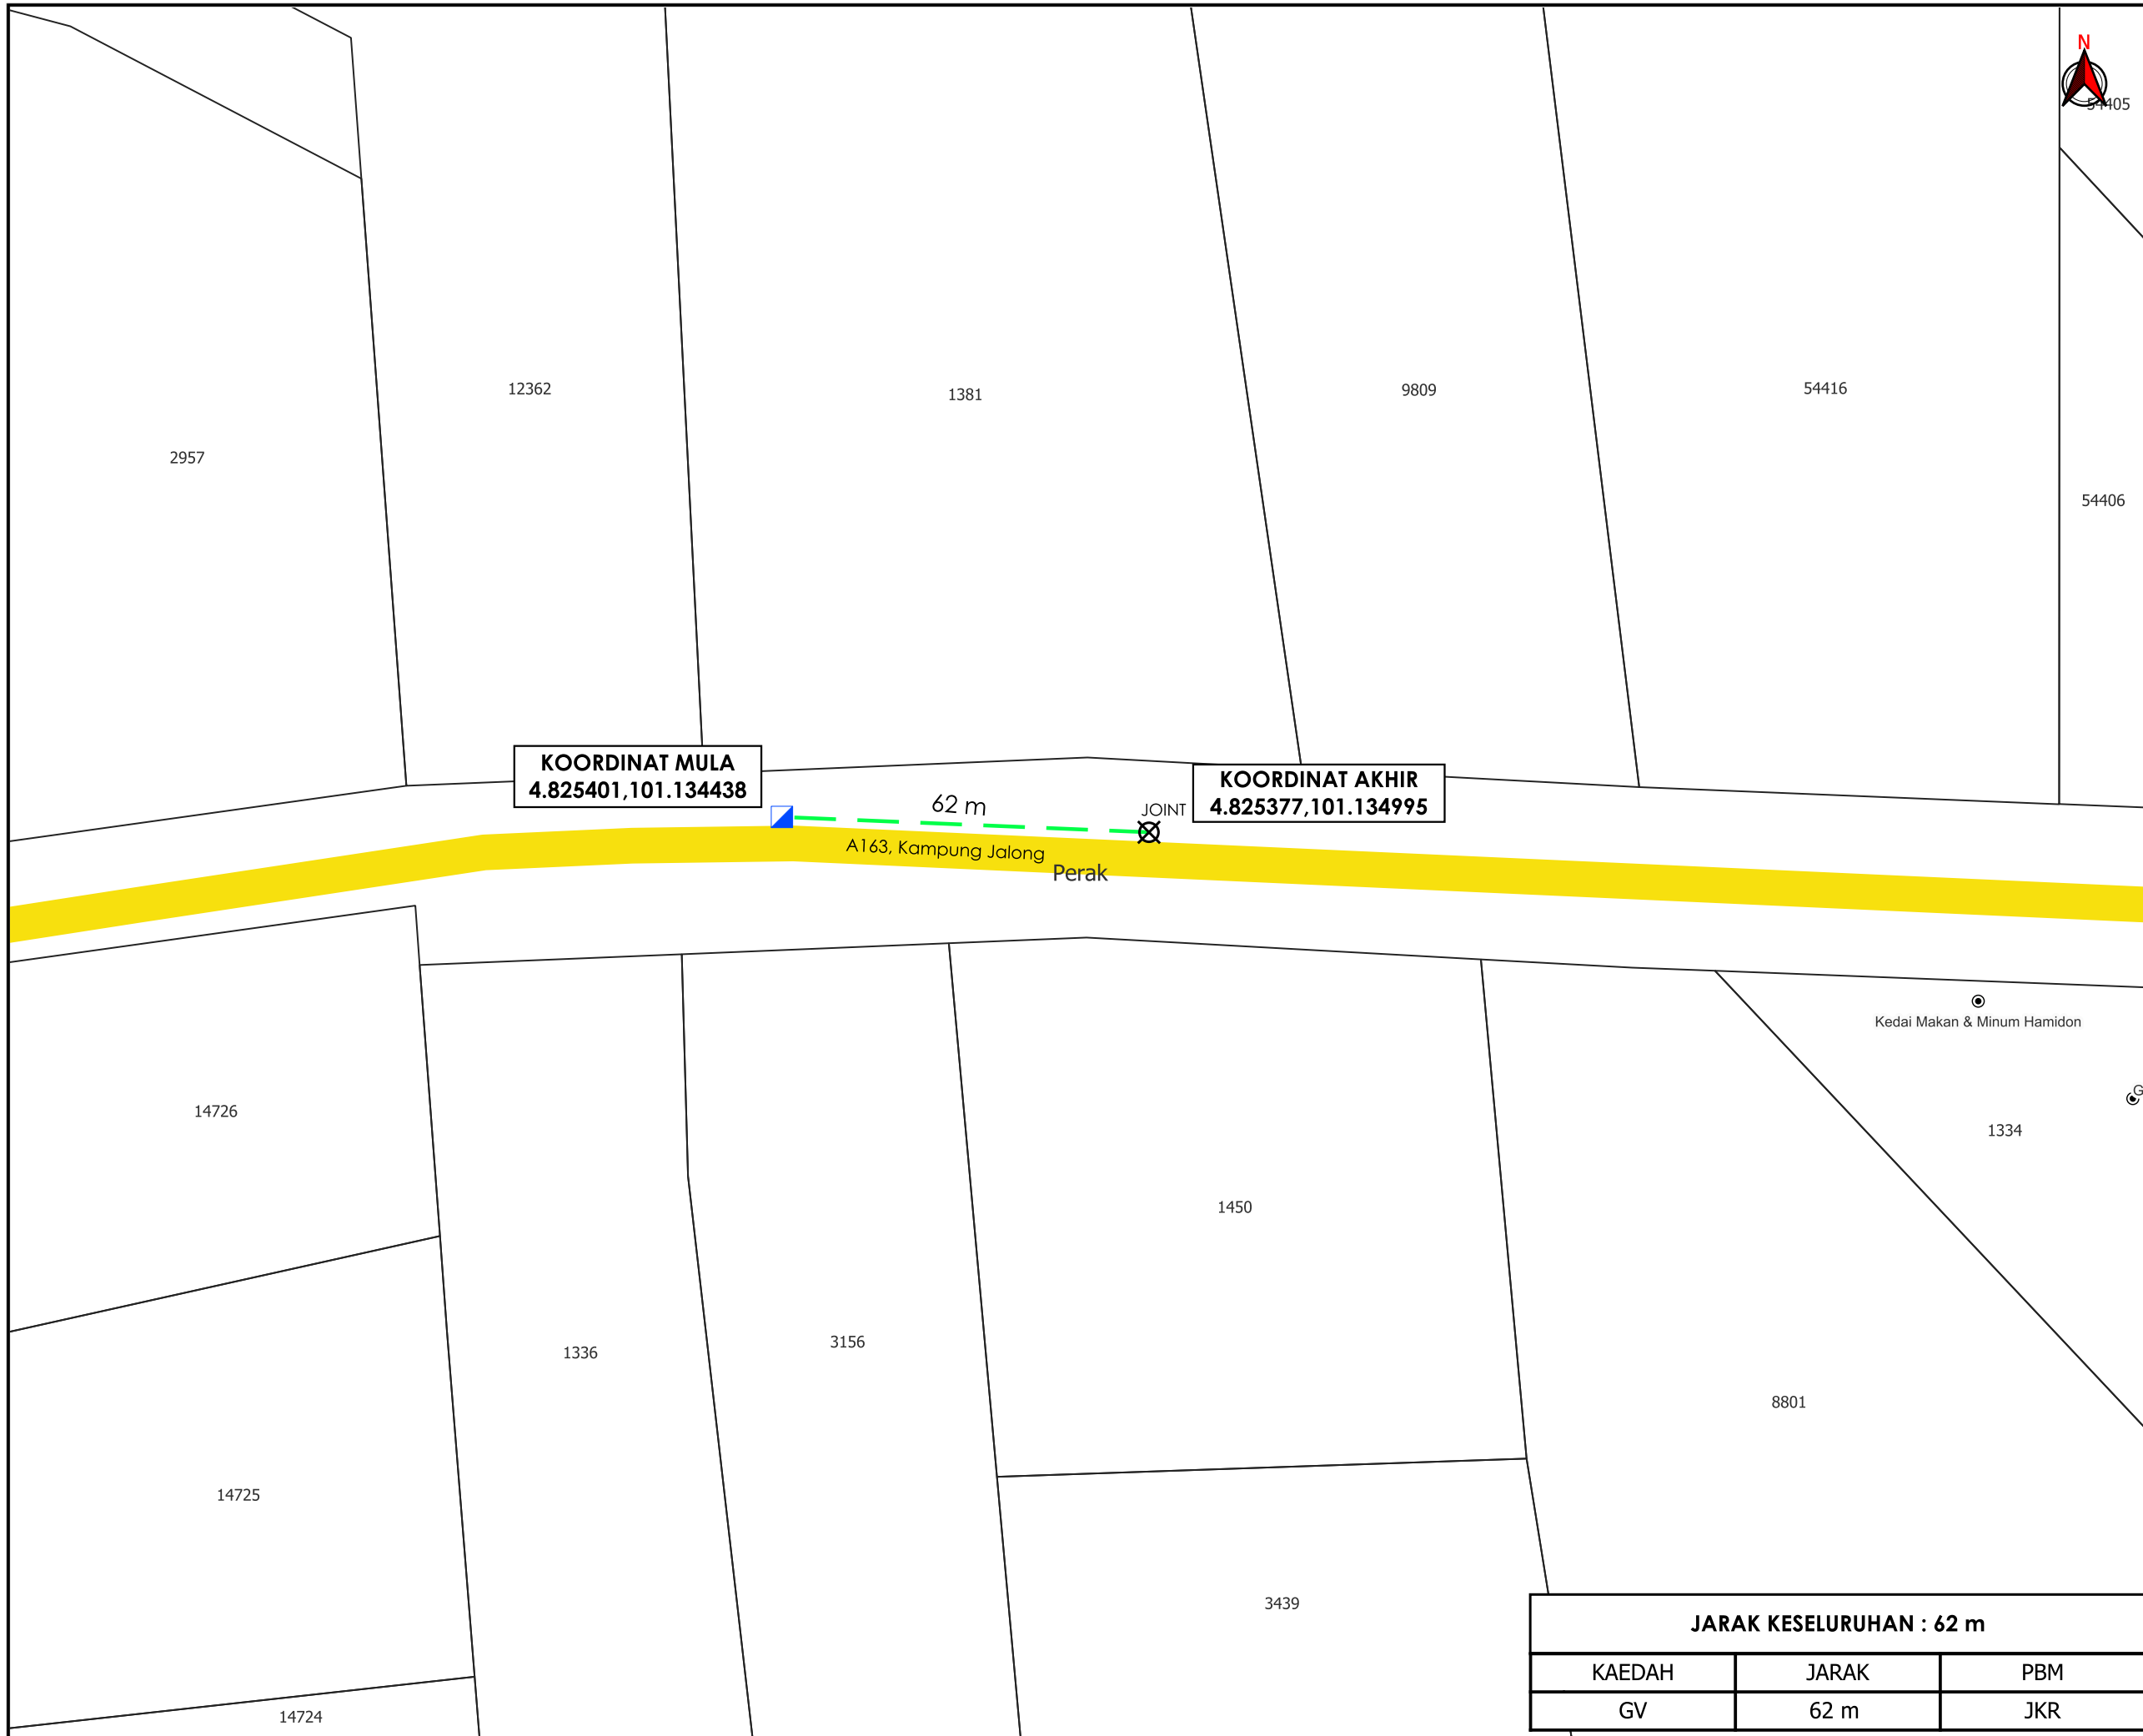 N
54405
12362
1381
9809
54416
2957
54406
KOORDINAT MULA
4.825401,101.134438
KOORDINAT AKHIR
4.825377,101.134995
62 m
JOINT
A163, Kampung Jalong
Perak
Kedai Makan & Minum Hamidon
G
14726
1334
1450
1336
3156
8801
14725
3439
14724
JARAK KESELURUHAN : 62 m
KAEDAH JARAK PBM
GV 62 m JKR